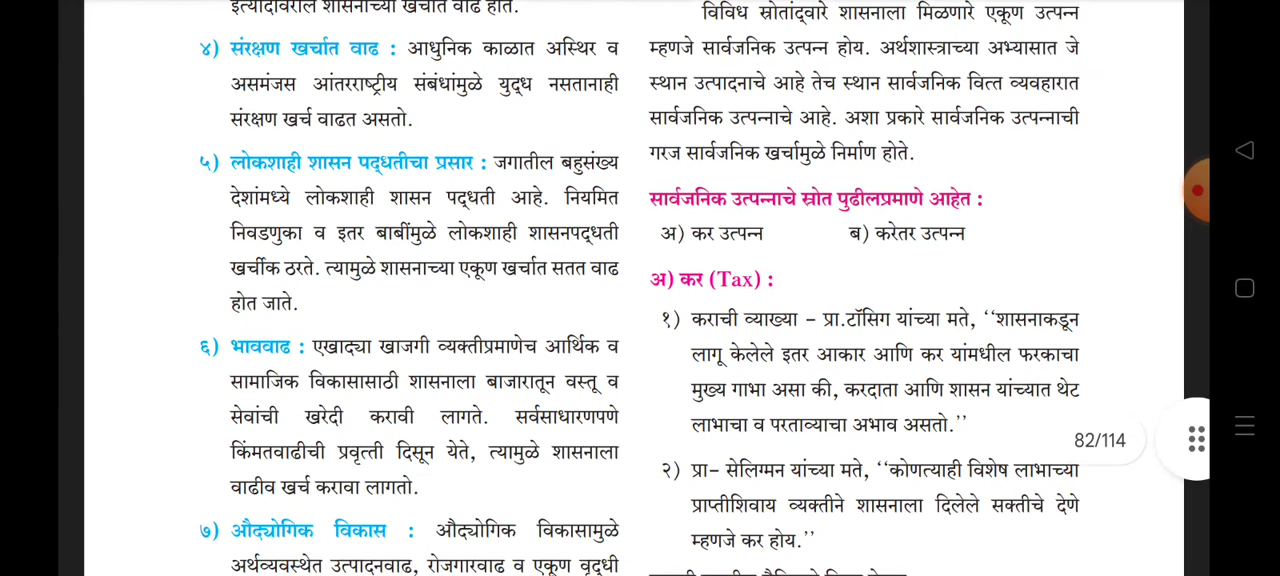 इत्यादींवरील शासनाच्या खर्चात वाढ होते.
४) संरक्षण खर्चात वाढ : आधुनिक काळात अस्थिर व
असमंजस आंतरराष्ट्रीय संबंधांमुळे युद्ध नसतानाही
संरक्षण खर्च वाढत असतो.
५) लोकशाही शासन पद्धतीचा प्रसार : जगातील बहुसंख्य
देशांमध्ये लोकशाही शासन पद्धती आहे. नियमित
निवडणुका व इतर बाबींमुळे लोकशाही शासनपद्धती
खर्चीक ठरते. त्यामुळे शासनाच्या एकूण खर्चात सतत वाढ
होत जाते.
६) भाववाढ : एखाद्या खाजगी व्यक्तीप्रमाणेच आर्थिक व
सामाजिक विकासासाठी शासनाला बाजारातून वस्तू व
सेवांची खरेदी करावी लागते. सर्वसाधारणपणे
किंमतवाढीची प्रवृत्ती दिसून येते, त्यामुळे शासनाला
वाढीव खर्च करावा लागतो.
७) औद्योगिक विकास : औद्योगिक विकासामुळे
अर्थव्यवस्थेत उत्पादनवाढ, रोजगारवाढ व एकूण वृद्धी
विविध स्रोतांद्वारे शासनाला मिळणारे एकूण उत्पन्न
म्हणजे सार्वजनिक उत्पन्न होय. अर्थशास्त्राच्या अभ्यासात जे
स्थान उत्पादनाचे आहे तेच स्थान सार्वजनिक वित्त व्यवहारात
सार्वजनिक उत्पन्नाचे आहे. अशा प्रकारे सार्वजनिक उत्पन्नाची
गरज सार्वजनिक खर्चामुळे निर्माण होते.
सार्वजनिक उत्पन्नाचे स्रोत पुढीलप्रमाणे आहेत :
अ) कर उत्पन्न ब) करेतर उत्पन्न
अ) कर (Tax) :
१) कराची व्याख्या – प्रा.टॉसिग यांच्या मते, ‘‘शासनाकडून
लागू केलेले इतर आकार आणि कर यांमधील फरकाचा
मुख्य गाभा असा की, करदाता आणि शासन यांच्यात थेट
लाभाचा व परताव्याचा अभाव असतो.’’
82/114
२) प्रा– सेलिग्मन यांच्या मते, ‘‘कोणत्याही विशेष लाभाच्या
प्राप्तीशिवाय व्यक्तीने शासनाला दिलेले सक्तीचे देणे
म्हणजे कर होय.’’